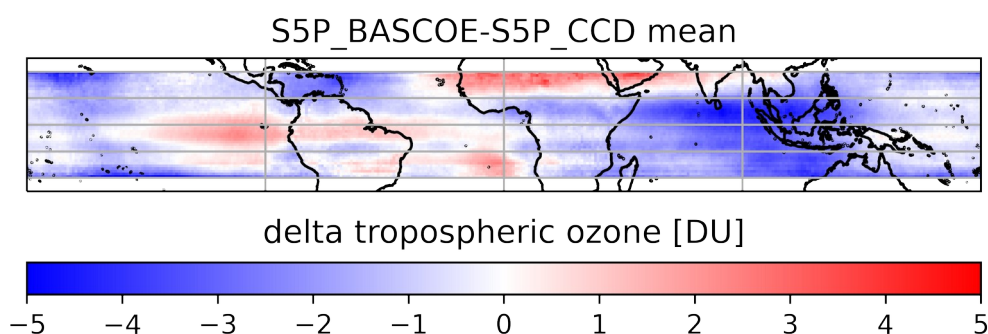 S5P_BASCOE-S5P_CCD mean
delta tropospheric ozone [DU]
−5 −4 −3 −2 −1 0 1 2 3 4 5